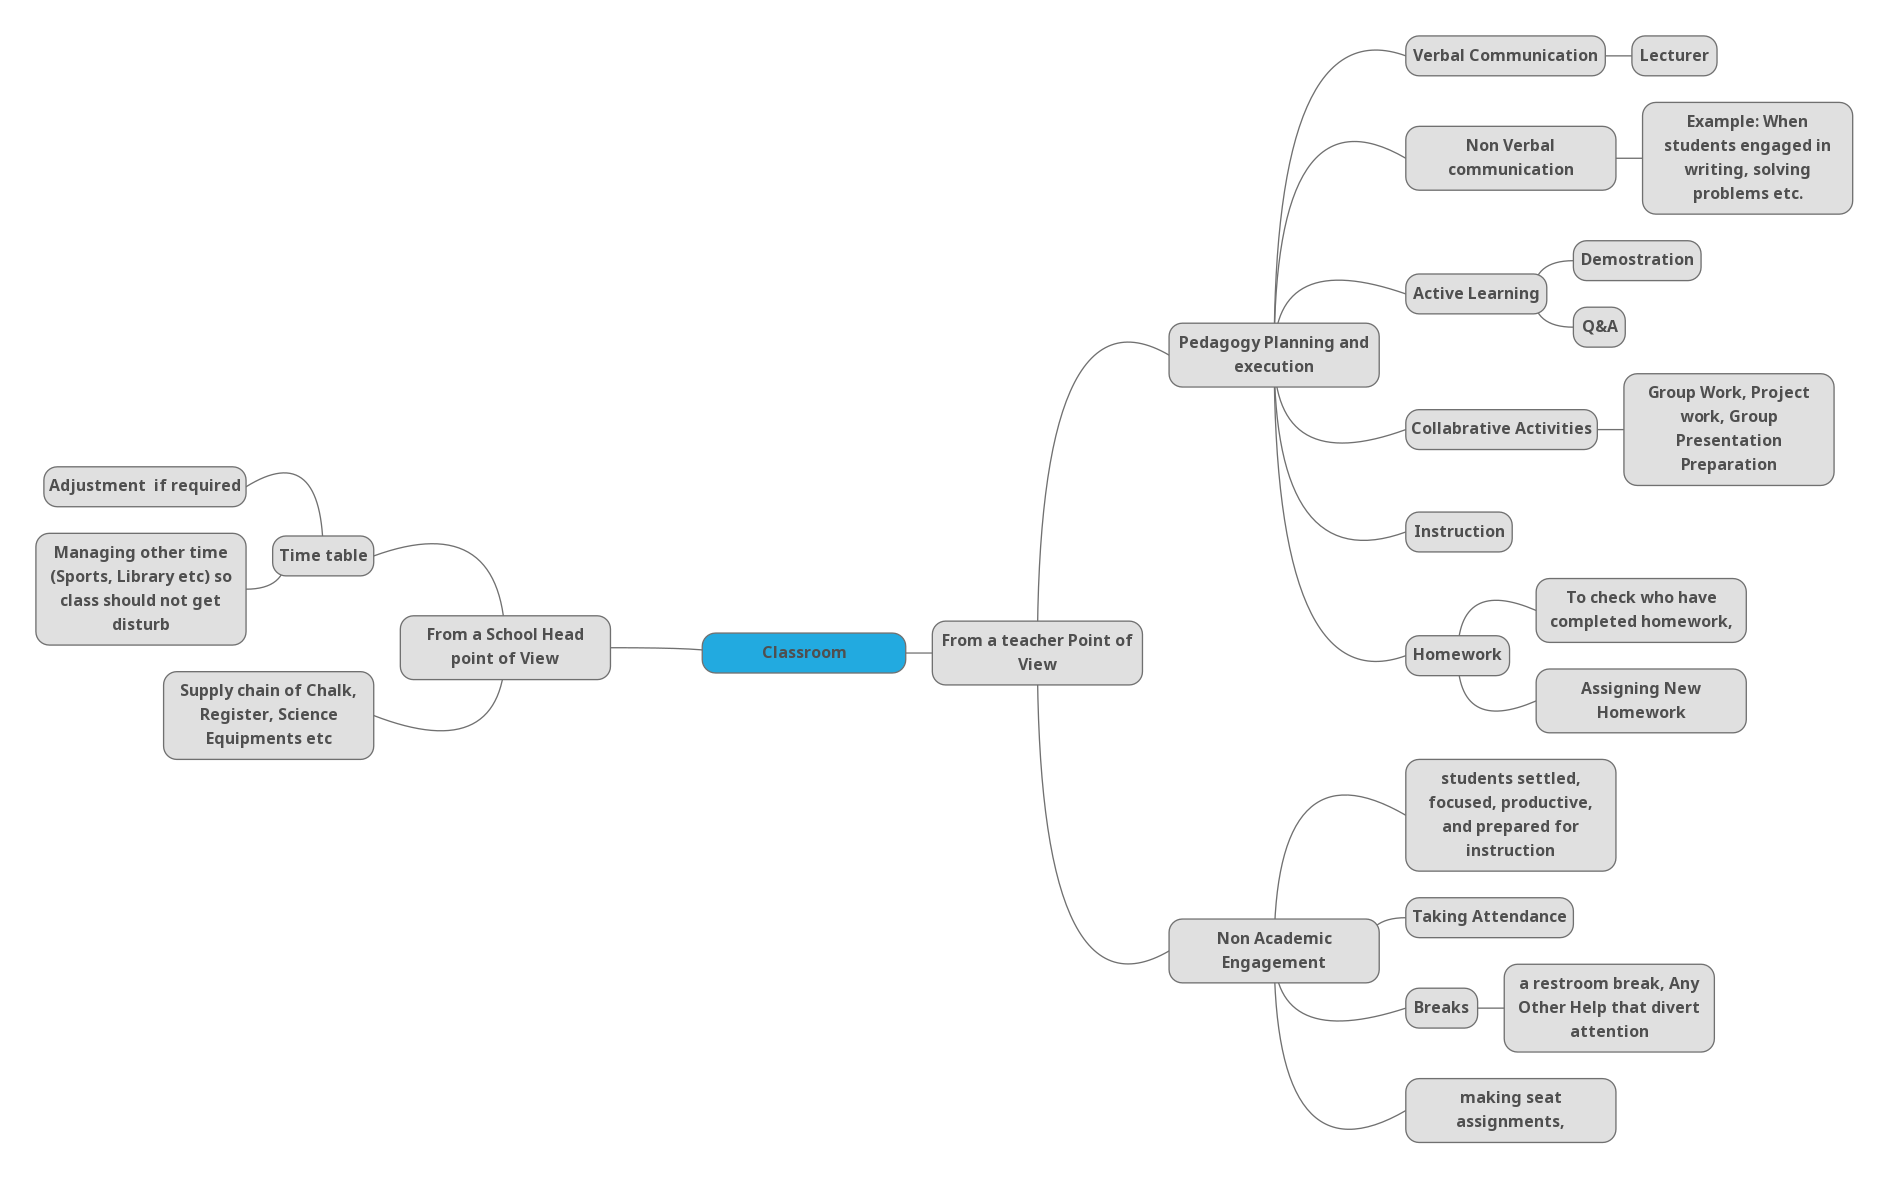 Classroom
From a School Head
point of View
Time table
Adjustment  if required
Managing other time
(Sports, Library etc) so
class should not get
disturb
Supply chain of Chalk,
Register, Science
Equipments etc
From a teacher Point of
View
Pedagogy Planning and
execution
Verbal Communication
Lecturer
Non Verbal
communication
Example: When
students engaged in
writing, solving
problems etc.
Active Learning
Demostration
Q&A
Collabrative Activities
Group Work, Project
work, Group
Presentation
Preparation
Instruction
Homework
To check who have
completed homework,
Assigning New
Homework
Non Academic
Engagement
students settled,
focused, productive,
and prepared for
instruction
Taking Attendance
Breaks
a restroom break, Any
Other Help that divert
attention
making seat
assignments,